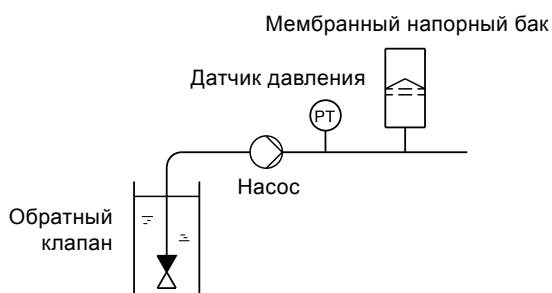 Мембранный напорный бак
Датчик давления
PT
Насос
Обратный
клапан